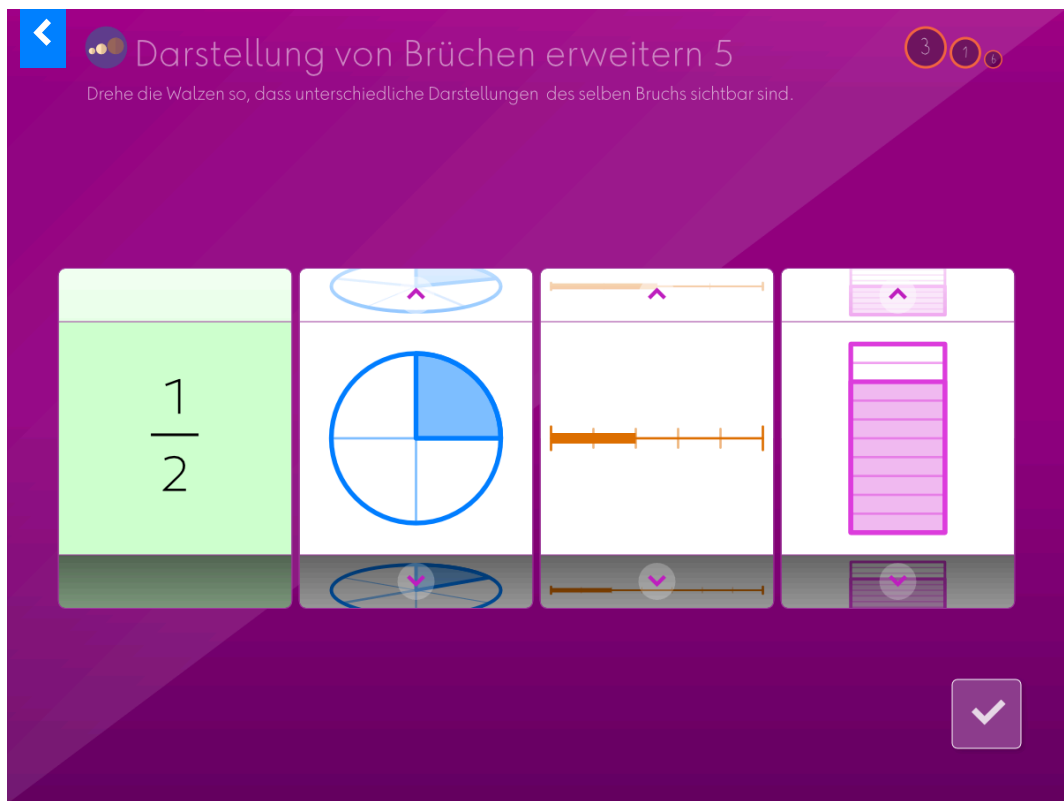 Darstellung von Brüchen erweitern 5
3 1 6
Drehe die Walzen so, dass unterschiedliche Darstellungen des selben Bruchs sichtbar sind.
1
2